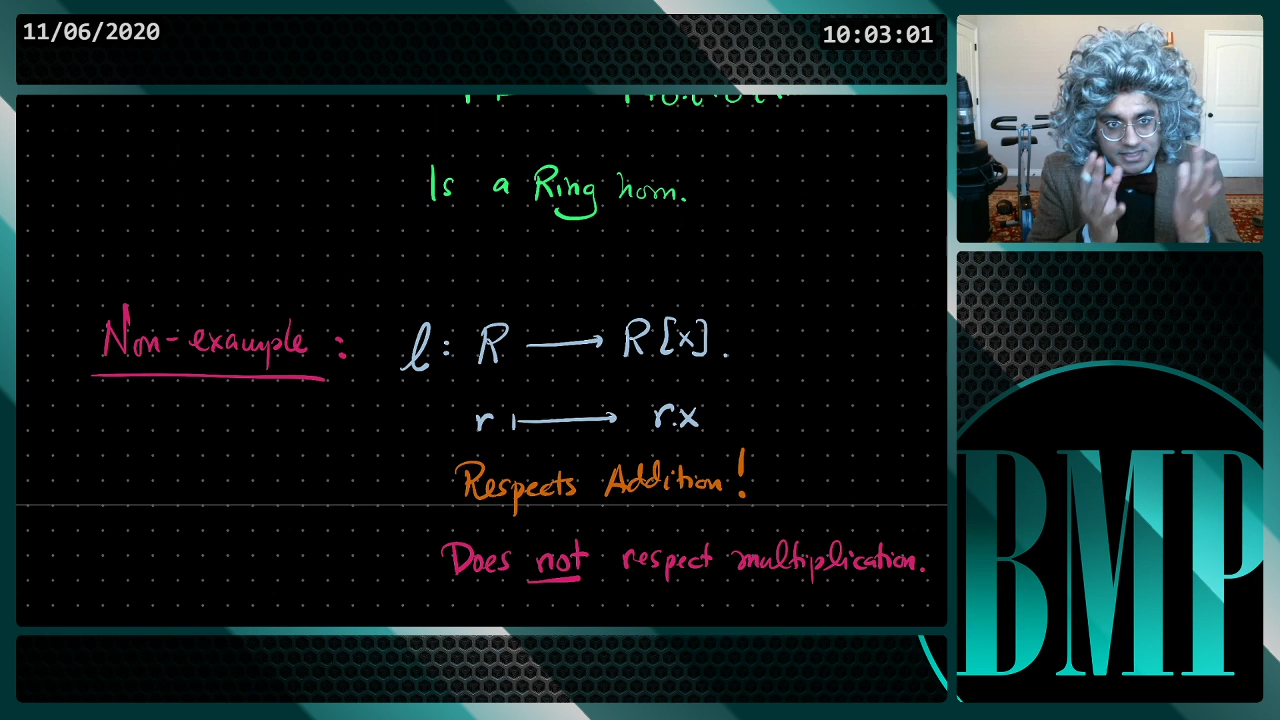 11/06/2020
10:03:01
Is a Ring hom.
Non-example : l : R ⟶ R[x].
r ⟼ r.x
Respects Addition!
Does not respect multiplication.
BMP